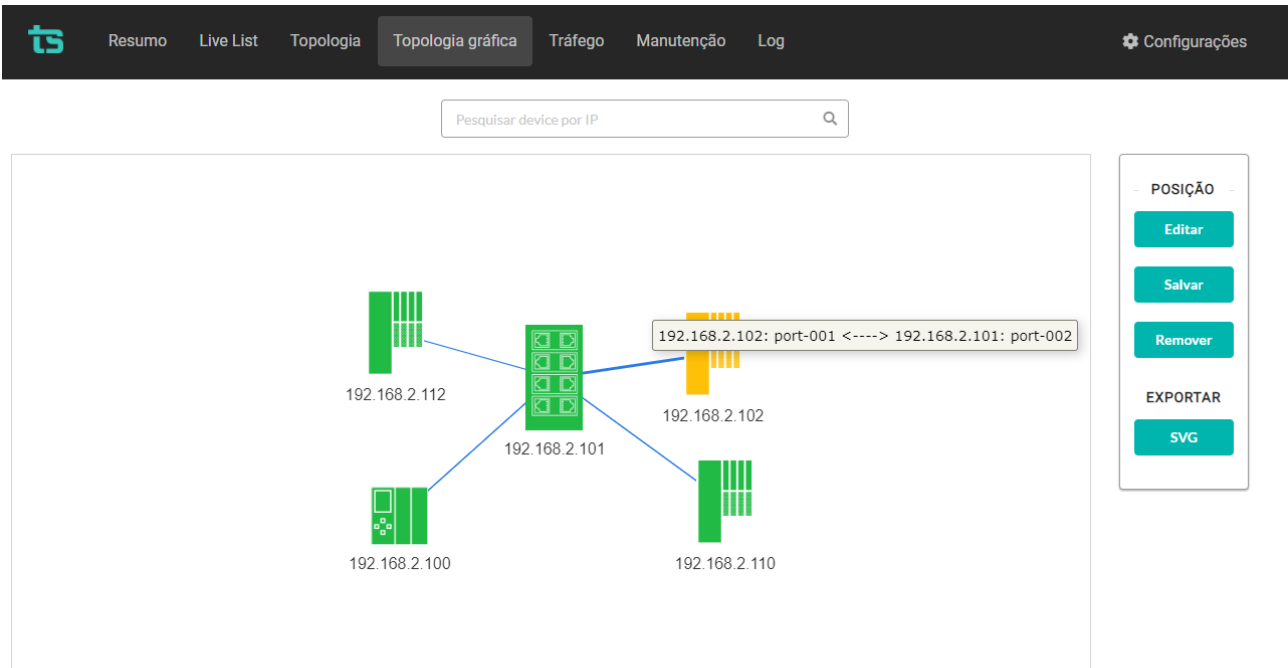 ts
Resumo
Live List
Topologia
Topologia gráfica
Tráfego
Manutenção
Log
Configurações
Pesquisar device por IP
192.168.2.102: port-001 <----> 192.168.2.101: port-002
192.168.2.112
192.168.2.102
192.168.2.101
192.168.2.100
192.168.2.110
- POSIÇÃO -
Editar
Salvar
Remover
EXPORTAR
SVG